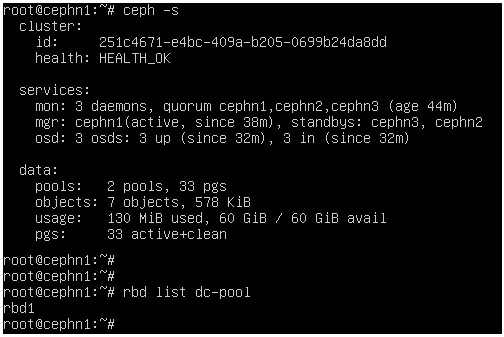 root@cephn1:~# ceph -s
  cluster:
    id:     251c4671-e4bc-409a-b205-0699b24da8dd
    health: HEALTH_OK

  services:
    mon: 3 daemons, quorum cephn1,cephn2,cephn3 (age 44m)
    mgr: cephn1(active, since 38m), standbys: cephn3, cephn2
    osd: 3 osds: 3 up (since 32m), 3 in (since 32m)

  data:
    pools:   2 pools, 33 pgs
    objects: 7 objects, 578 KiB
    usage:   130 MiB used, 60 GiB / 60 GiB avail
    pgs:     33 active+clean

root@cephn1:~#
root@cephn1:~#
root@cephn1:~# rbd list dc-pool
rbd1
root@cephn1:~#